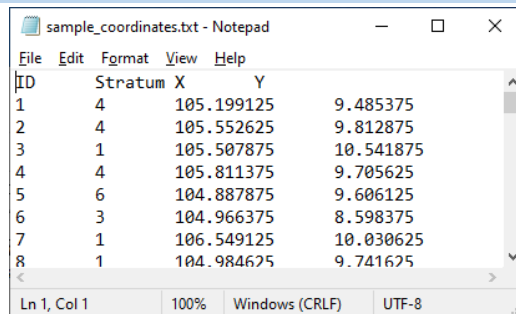 sample_coordinates.txt - Notepad
File Edit Format View Help
ID Stratum X Y
1 4 105.199125 9.485375
2 4 105.552625 9.812875
3 1 105.507875 10.541875
4 4 105.811375 9.705625
5 6 104.887875 9.606125
6 3 104.966375 8.598375
7 1 106.549125 10.030625
8 1 104.984625 9.741625
Ln 1, Col 1 100% Windows (CRLF) UTF-8